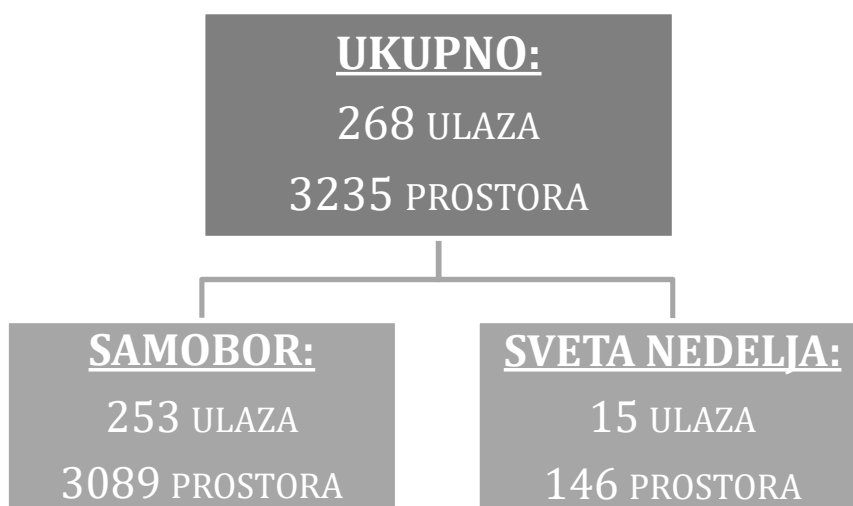 UKUPNO:
268 ULAZA
3235 PROSTORA
SAMOBOR:
253 ULAZA
3089 PROSTORA
SVETA NEDELJA:
15 ULAZA
146 PROSTORA